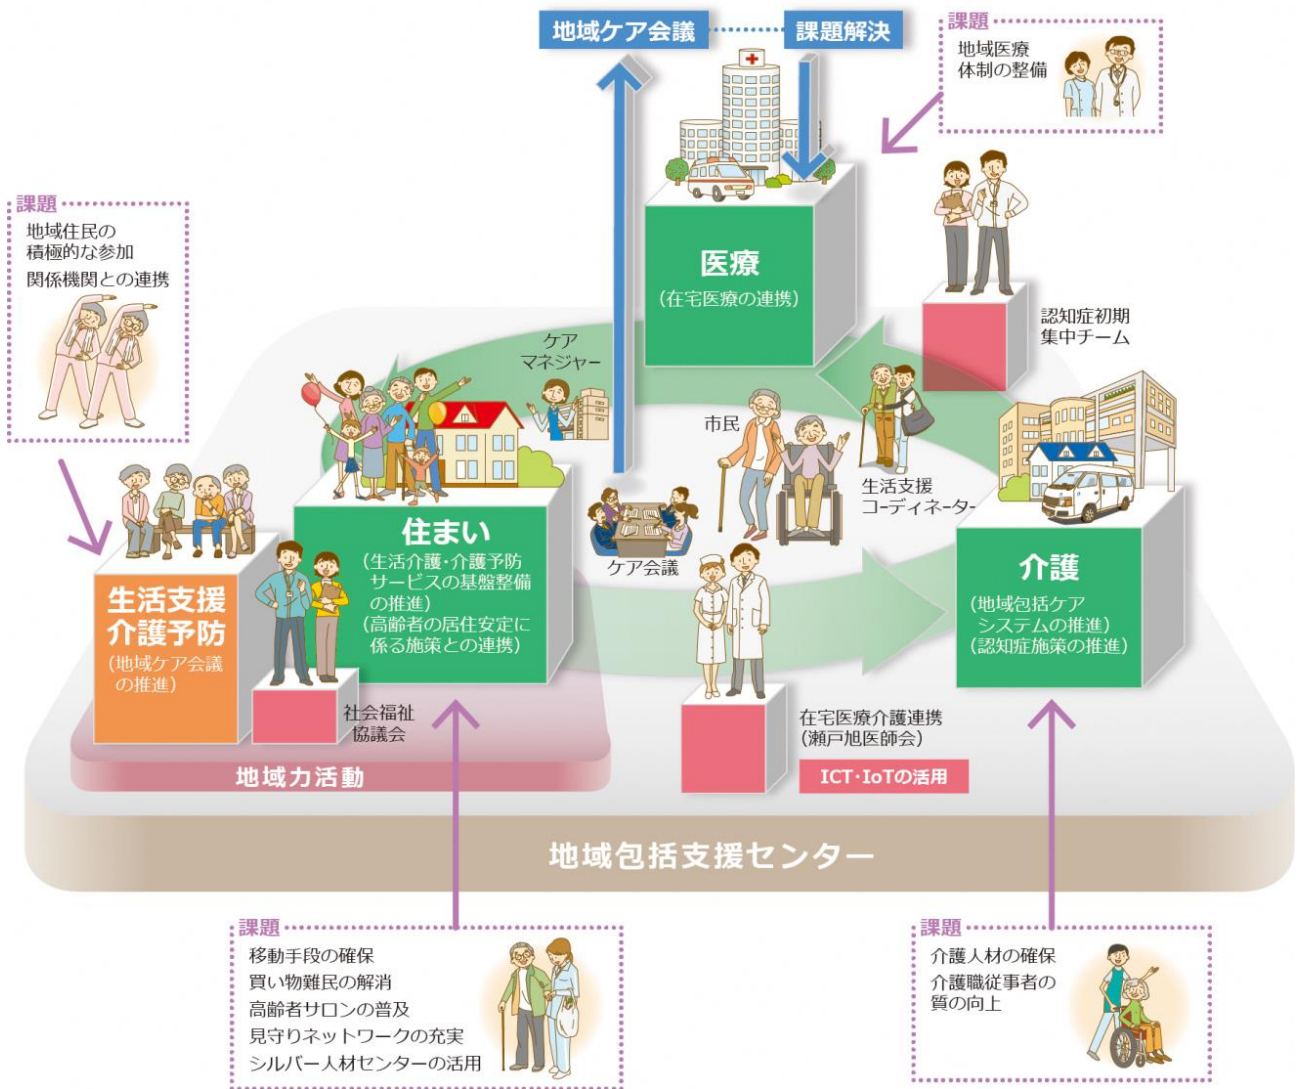 地域ケア会議
課題解決
課題
地域医療
体制の整備
課題
地域住民の
積極的な参加
関係機関との連携
医療
(在宅医療の連携)
認知症初期
集中チーム
ケア
マネジャー
市民
生活支援
コーディネーター
ケア会議
住まい
(生活介護・介護予防
サービスの基盤整備
の推進)
(高齢者の居住安定に
係る施策との連携)
介護
(地域包括ケア
システムの推進)
(認知症施策の推進)
生活支援
介護予防
(地域ケア会議
の推進)
社会福祉
協議会
在宅医療介護連携
(瀬戸旭医師会)
ICT・IoTの活用
地域力活動
地域包括支援センター
課題
移動手段の確保
買い物難民の解消
高齢者サロンの普及
見守りネットワークの充実
シルバー人材センターの活用
課題
介護人材の確保
介護職従事者の
質の向上